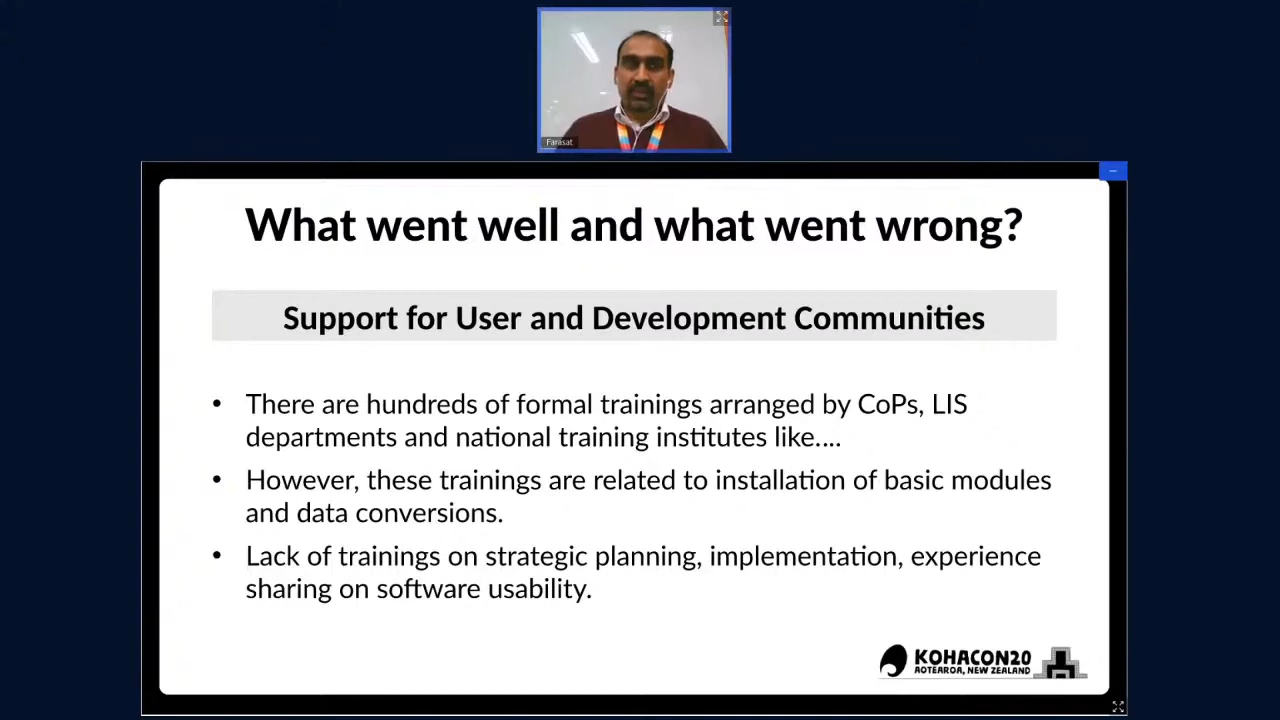 Farasat
What went well and what went wrong?
Support for User and Development Communities
• There are hundreds of formal trainings arranged by CoPs, LIS
departments and national training institutes like....
• However, these trainings are related to installation of basic modules
and data conversions.
• Lack of trainings on strategic planning, implementation, experience
sharing on software usability.
KOHACON20
AOTEAROA, NEW ZEALAND